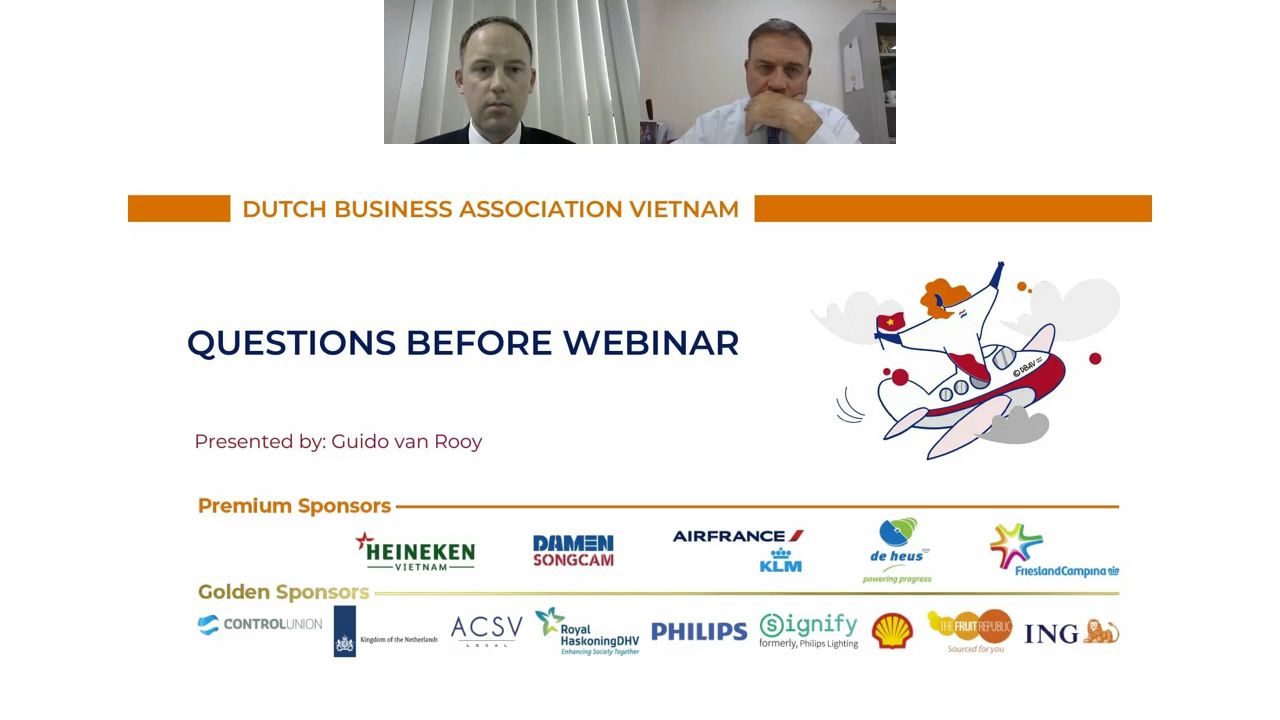 DUTCH BUSINESS ASSOCIATION VIETNAM
QUESTIONS BEFORE WEBINAR
©DBAV
Presented by: Guido van Rooy
Premium Sponsors
HEINEKEN
VIETNAM
DAMEN
SONGCAM
AIRFRANCE
KLM
de heus
powering progress
FrieslandCampina
Golden Sponsors
CONTROLUNION
Kingdom of the Netherlands
ACSV
LEGAL
Royal
HaskoningDHV
Enhancing Society Together
PHILIPS
Signify
formerly, Philips Lighting
THE FRUIT REPUBLIC
Sourced for you
ING